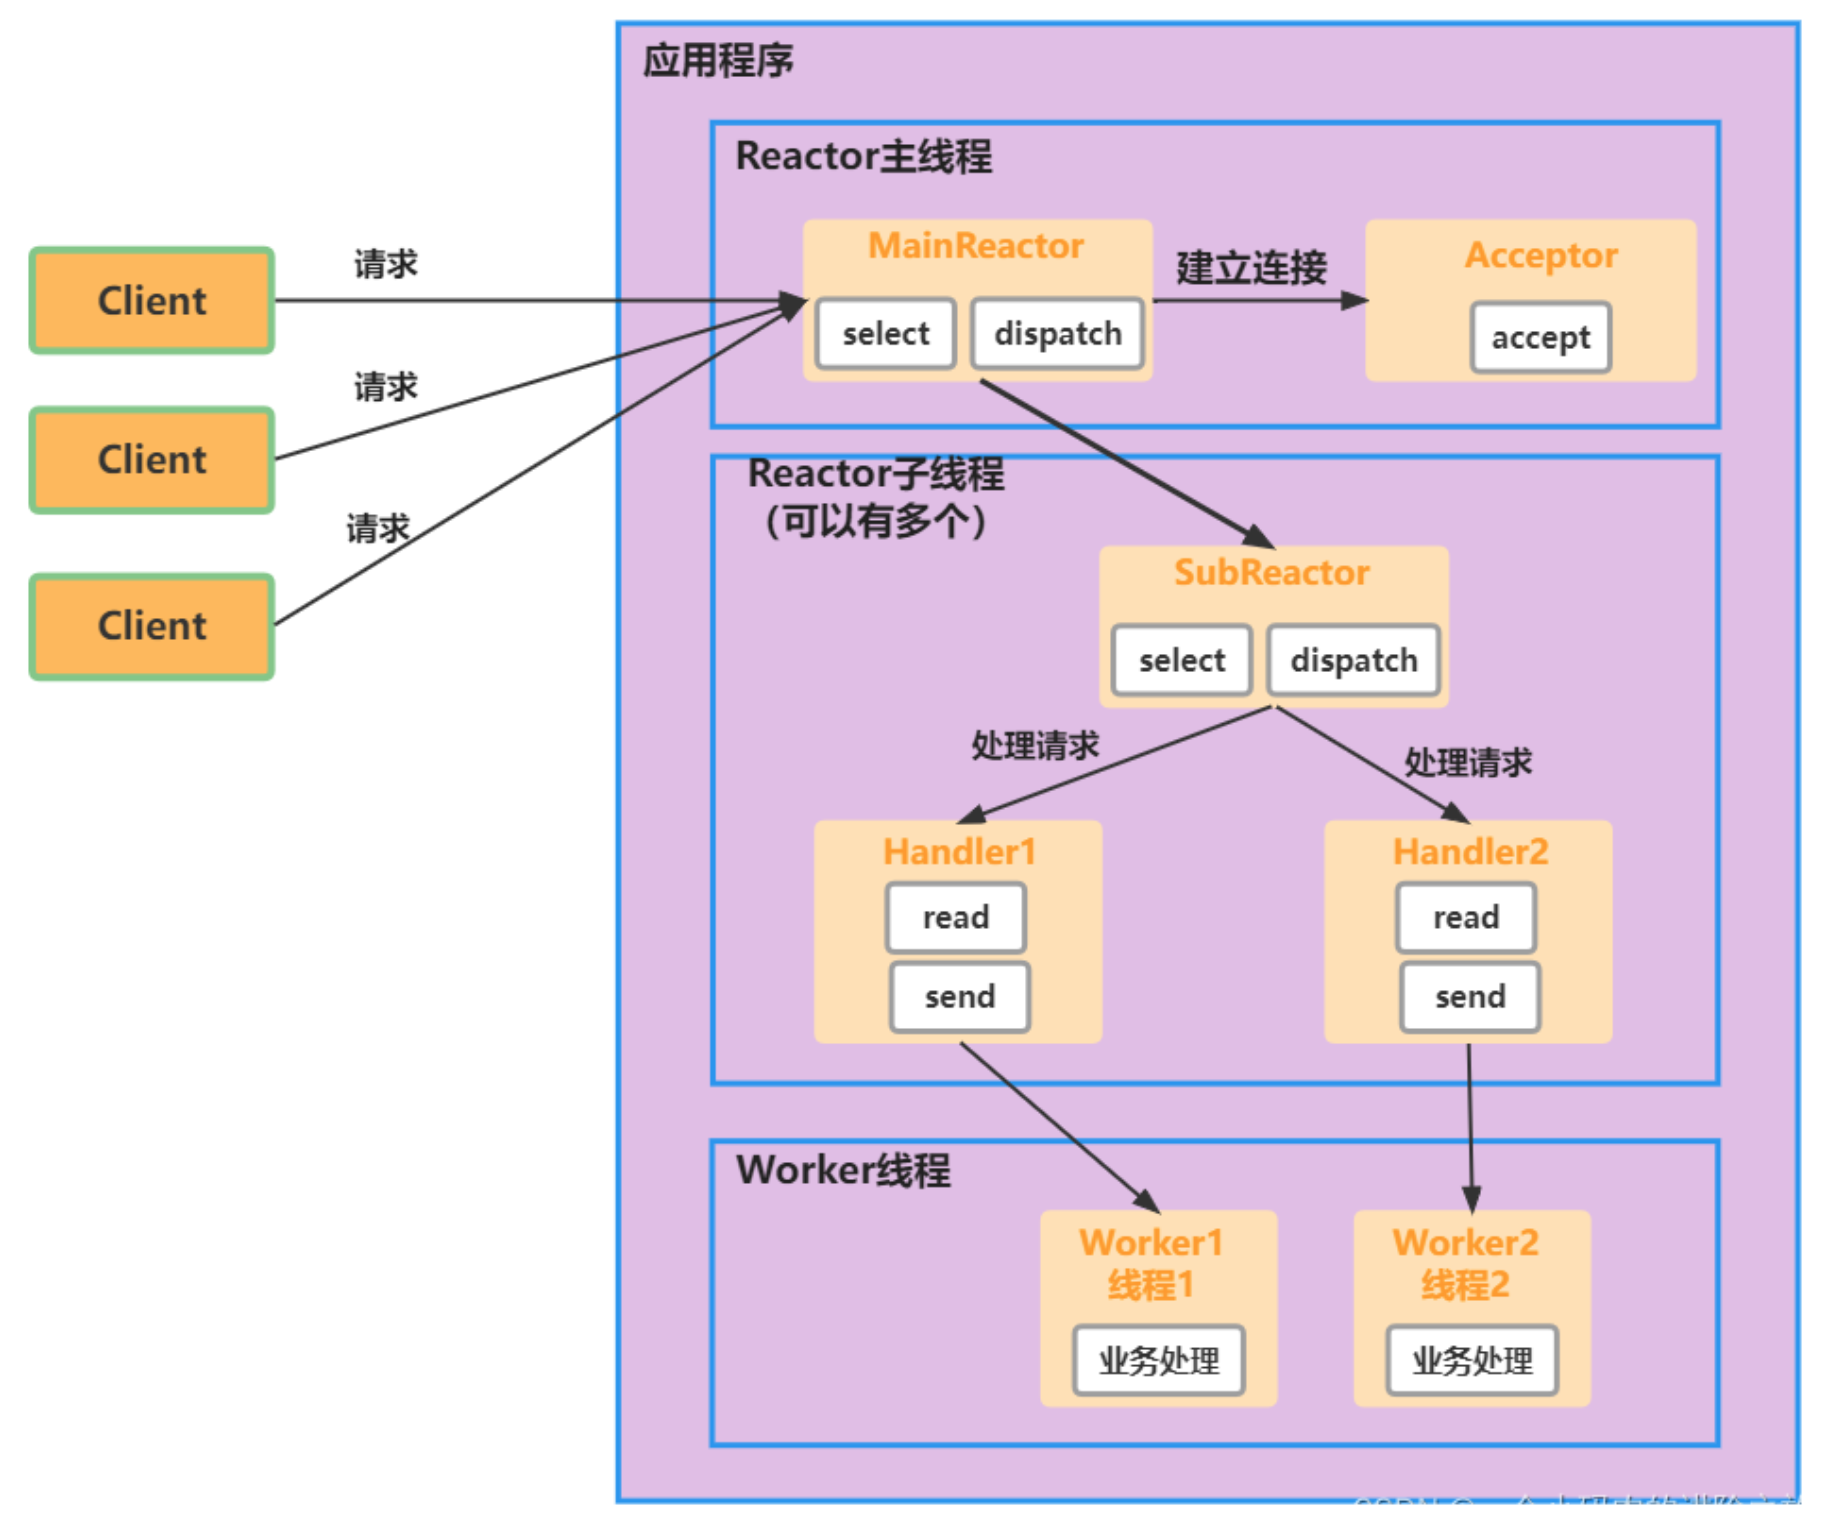 应用程序
Reactor主线程
MainReactor
select
dispatch
建立连接
Acceptor
accept
请求
Client
请求
Client
请求
Client
Reactor子线程
（可以有多个）
SubReactor
select
dispatch
处理请求
处理请求
Handler1
read
send
Handler2
read
send
Worker线程
Worker1
线程1
业务处理
Worker2
线程2
业务处理